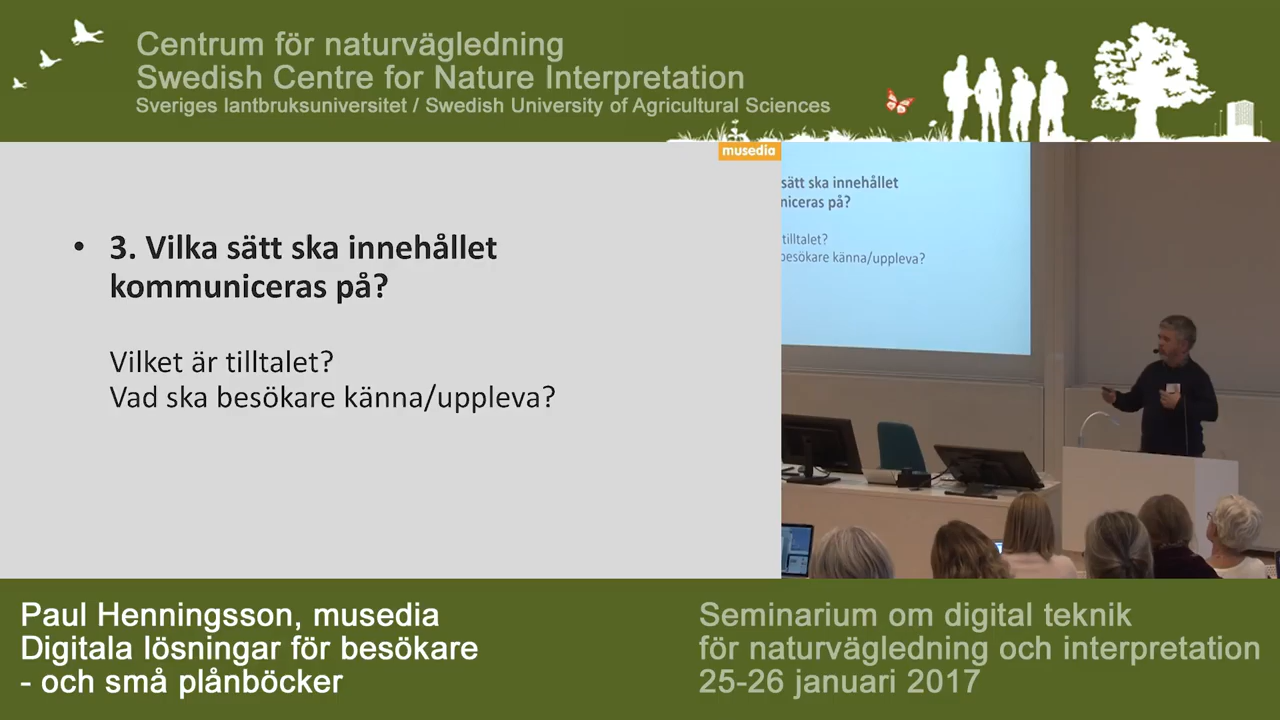 Centrum för naturvägledning
Swedish Centre for Nature Interpretation
Sveriges lantbruksuniversitet / Swedish University of Agricultural Sciences
musedia
• 3. Vilka sätt ska innehållet
kommuniceras på?
Vilket är tilltalet?
Vad ska besökare känna/uppleva?
sätt ska innehållet
niceras på?
tilltalet?
besökare känna/uppleva?
Paul Henningsson, musedia
Digitala lösningar för besökare
- och små plånböcker
Seminarium om digital teknik
för naturvägledning och interpretation
25-26 januari 2017